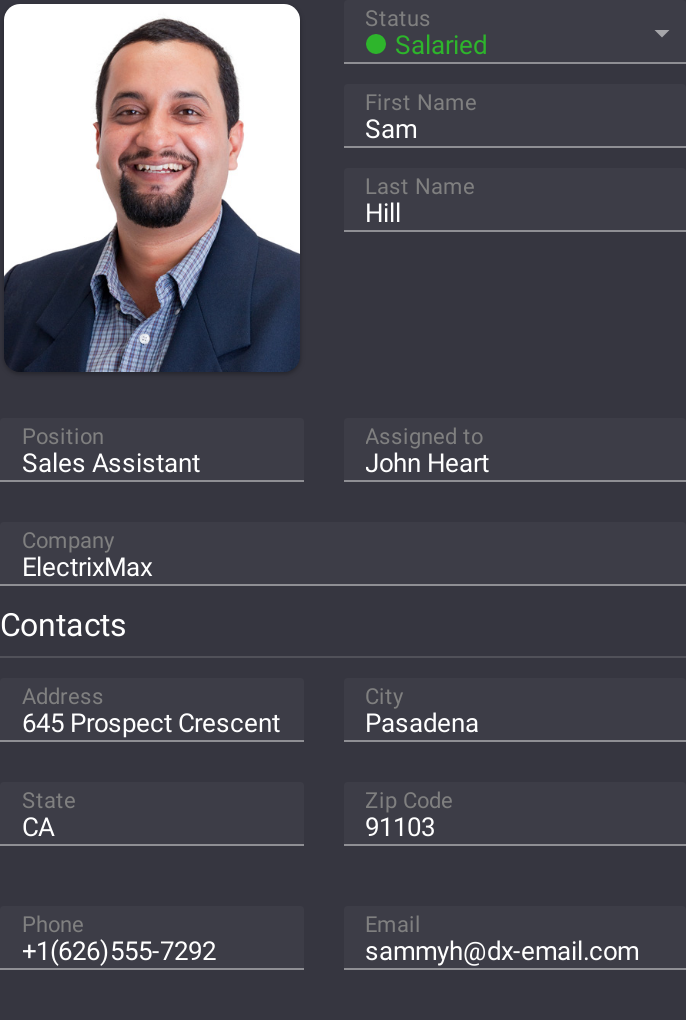 Status
Salaried
First Name
Sam
Last Name
Hill
Position
Sales Assistant
Assigned to
John Heart
Company
ElectrixMax
Contacts
Address
645 Prospect Crescent
City
Pasadena
State
CA
Zip Code
91103
Phone
+1(626)555-7292
Email
sammyh@dx-email.com